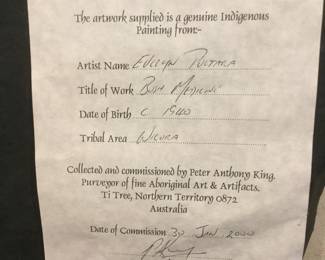 The artwork supplied is a genuine Indigenous
Painting from:-
Artist Name Evelyn Pultara
Title of Work Bush Medicine
Date of Birth C 1940
Tribal Area
Collected and commissioned by Peter Anthony King.
Purveyor of fine Aboriginal Art & Artifacts.
Ti Tree, Northern Territory 0872
Australia
Date of Commission 30 Jan 2000